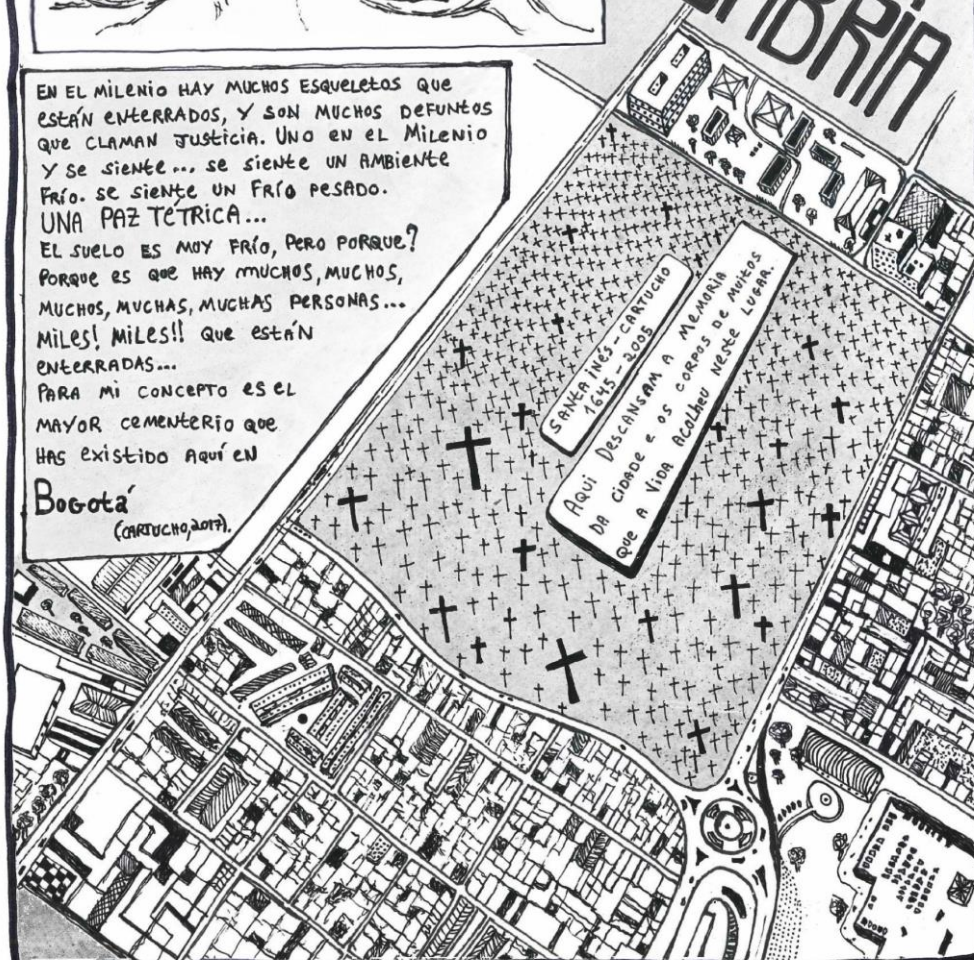 EN EL MILENIO HAY MUCHOS ESQUELETOS QUE
ESTÁN ENTERRADOS, Y SON MUCHOS DEFUNTOS
QUE CLAMAN JUSTICIA. UNO EN EL MILENIO
Y SE SIENTE... SE SIENTE UN AMBIENTE
FRÍO. SE SIENTE UN FRÍO PESADO.
UNA PAZ TÉTRICA...
EL SUELO ES MUY FRÍO, PERO PORQUE?
PORQUE ES QUE HAY MUCHOS, MUCHOS,
MUCHOS, MUCHAS, MUCHAS PERSONAS...
MILES! MILES!! QUE ESTÁN
ENTERRADAS...
PARA MI CONCEPTO ES EL
MAYOR CEMENTERIO QUE
HAS EXISTIDO AQUÍ EN
BOGOTÁ
(CARTUCHO, 2017).
ABRÍA
SANTA INÉS - CARTUCHO
1645 - 2005
AQUI DESCANSAM A MEMORIA
DA CIDADE E OS CORPOS DE MUITOS
QUE A VIDA ACOLHEU NESTE LUGAR.